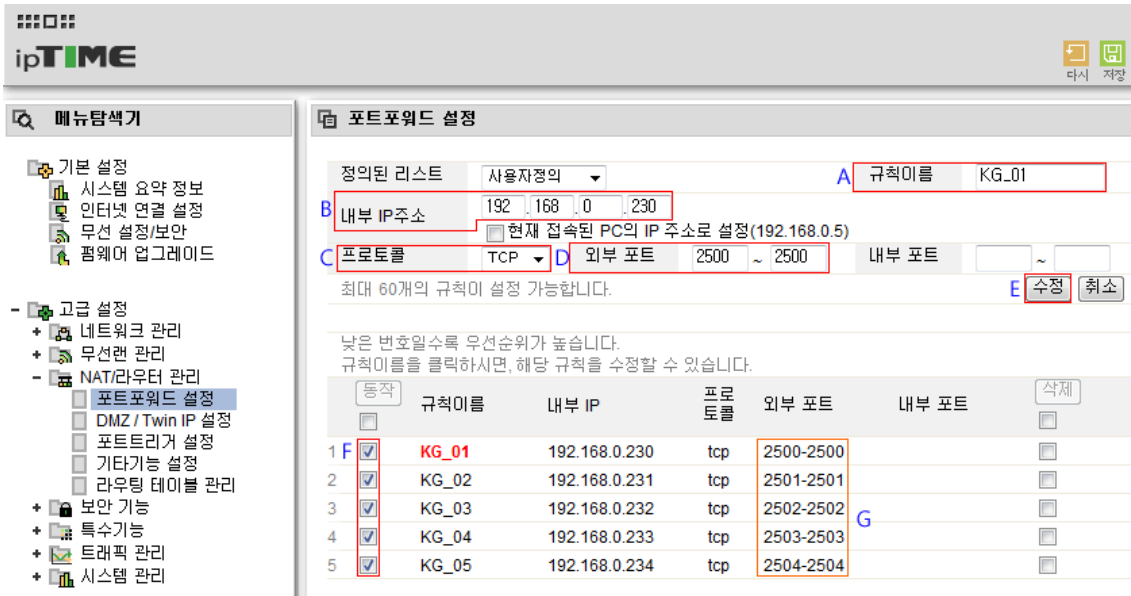 ipTIME
다시 저장
메뉴탐색기
기본 설정
시스템 요약 정보
인터넷 연결 설정
무선 설정/보안
펌웨어 업그레이드
고급 설정
네트워크 관리
무선랜 관리
NAT/라우터 관리
포트포워드 설정
DMZ / Twin IP 설정
포트트리거 설정
기타기능 설정
라우팅 테이블 관리
보안 기능
특수기능
트래픽 관리
시스템 관리
포트포워드 설정
정의된 리스트 사용자정의 A 규칙이름 KG_01
B 내부 IP주소 192 . 168 . 0 . 230
현재 접속된 PC의 IP 주소로 설정(192.168.0.5)
C 프로토콜 TCP D 외부 포트 2500 ~ 2500 내부 포트 ~
최대 60개의 규칙이 설정 가능합니다. E 수정 취소
낮은 번호일수록 우선순위가 높습니다.
규칙이름을 클릭하시면, 해당 규칙을 수정할 수 있습니다.
동작 규칙이름 내부 IP 프로토콜 외부 포트 내부 포트 삭제
1 F KG_01 192.168.0.230 tcp 2500-2500
2 KG_02 192.168.0.231 tcp 2501-2501
3 KG_03 192.168.0.232 tcp 2502-2502 G
4 KG_04 192.168.0.233 tcp 2503-2503
5 KG_05 192.168.0.234 tcp 2504-2504